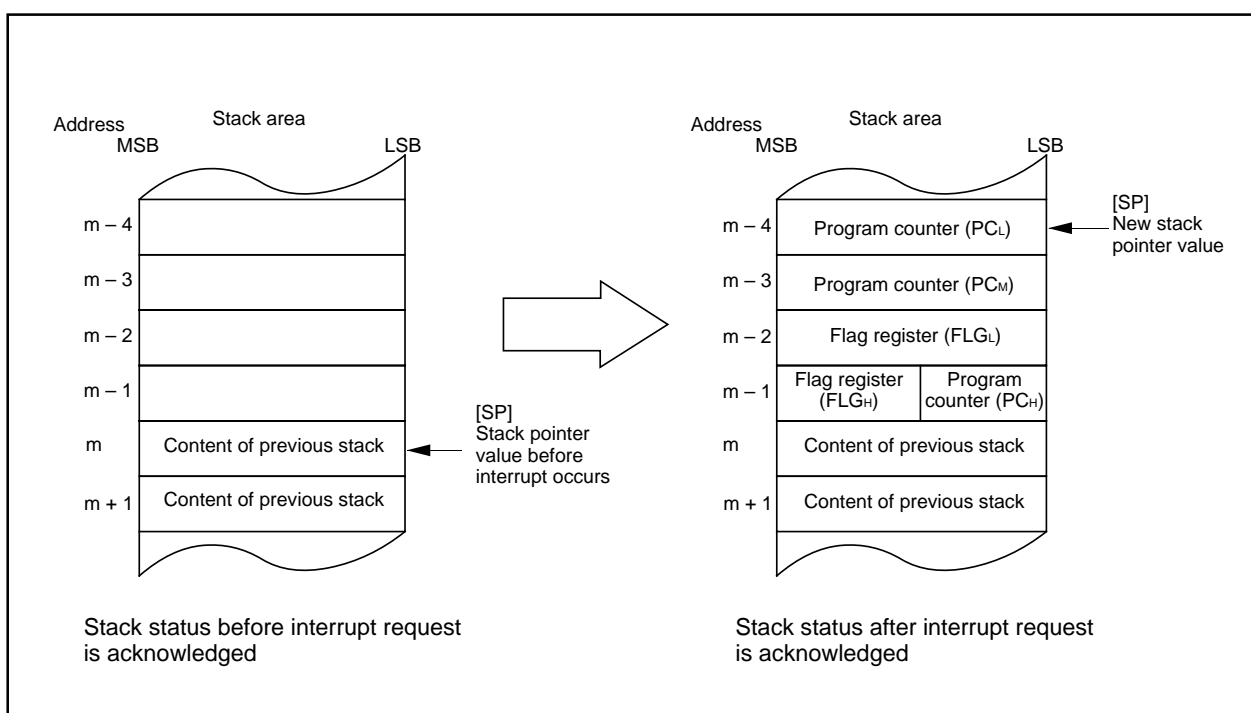 Address
MSB
Stack area
LSB
m – 4
m – 3
m – 2
m – 1
m
Content of previous stack
m + 1
Content of previous stack
[SP]
Stack pointer
value before
interrupt occurs
Stack status before interrupt request
is acknowledged
Address
MSB
Stack area
LSB
m – 4
Program counter (PCL)
m – 3
Program counter (PCM)
m – 2
Flag register (FLGL)
m – 1
Flag register
(FLGH)
Program
counter (PCH)
m
Content of previous stack
m + 1
Content of previous stack
[SP]
New stack
pointer value
Stack status after interrupt request
is acknowledged